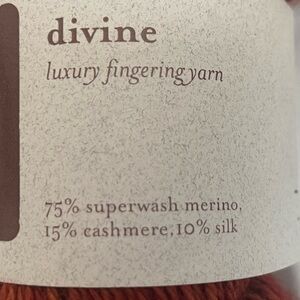 divine
luxury fingering yarn
75% superwash merino,
15% cashmere, 10% silk